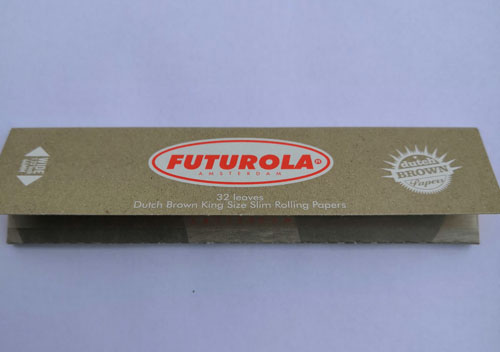 FUTUROLA
AMSTERDAM
32 leaves
Dutch Brown King Size Slim Rolling Papers
dutch
BROWN
Papers